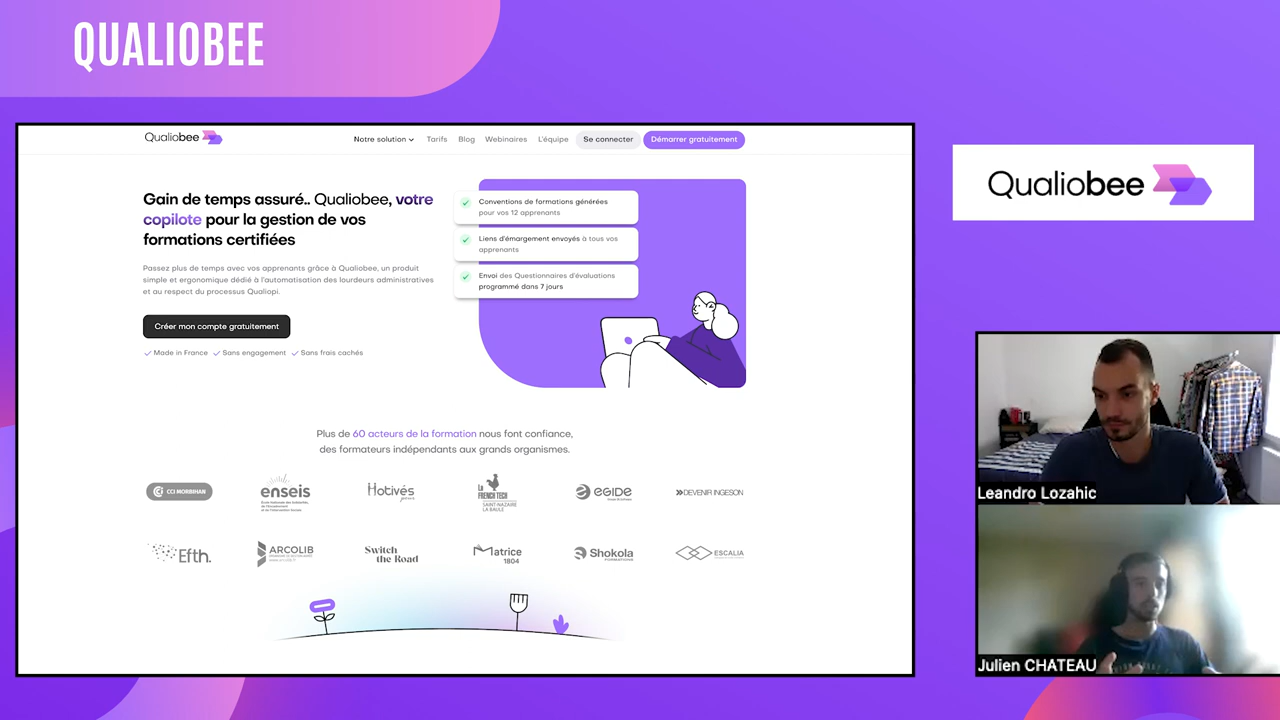 QUALIOBEE
Qualiobee
Notre solution
Tarifs
Blog
Webinaires
L'équipe
Se connecter
Démarrer gratuitement
Gain de temps assuré.. Qualiobee, votre
copilote pour la gestion de vos
formations certifiées
Passez plus de temps avec vos apprenants grâce à Qualiobee, un produit
simple et ergonomique dédié à l'automatisation des lourdeurs administratives
et au respect du processus Qualiopi.
Créer mon compte gratuitement
Made in France
Sans engagement
Sans frais cachés
Conventions de formations générées
pour vos 12 apprenants
Liens d'émargement envoyés à tous vos
apprenants
Envoi des Questionnaires d'évaluations
programmé dans 7 jours
Plus de 60 acteurs de la formation nous font confiance,
des formateurs indépendants aux grands organismes.
CCI MORBIHAN
enseis
Hotivés
La
FRENCH TECH
SAINT-NAZAIRE
LA BAULE
EGIDE
DEVENIR INGESON
Efth.
ARCOLIB
Switch
the Road
Matrice
1804
Shokola
FORMATIONS
ESCALIA
Qualiobee
Leandro Lozahic
Julien CHATEAU